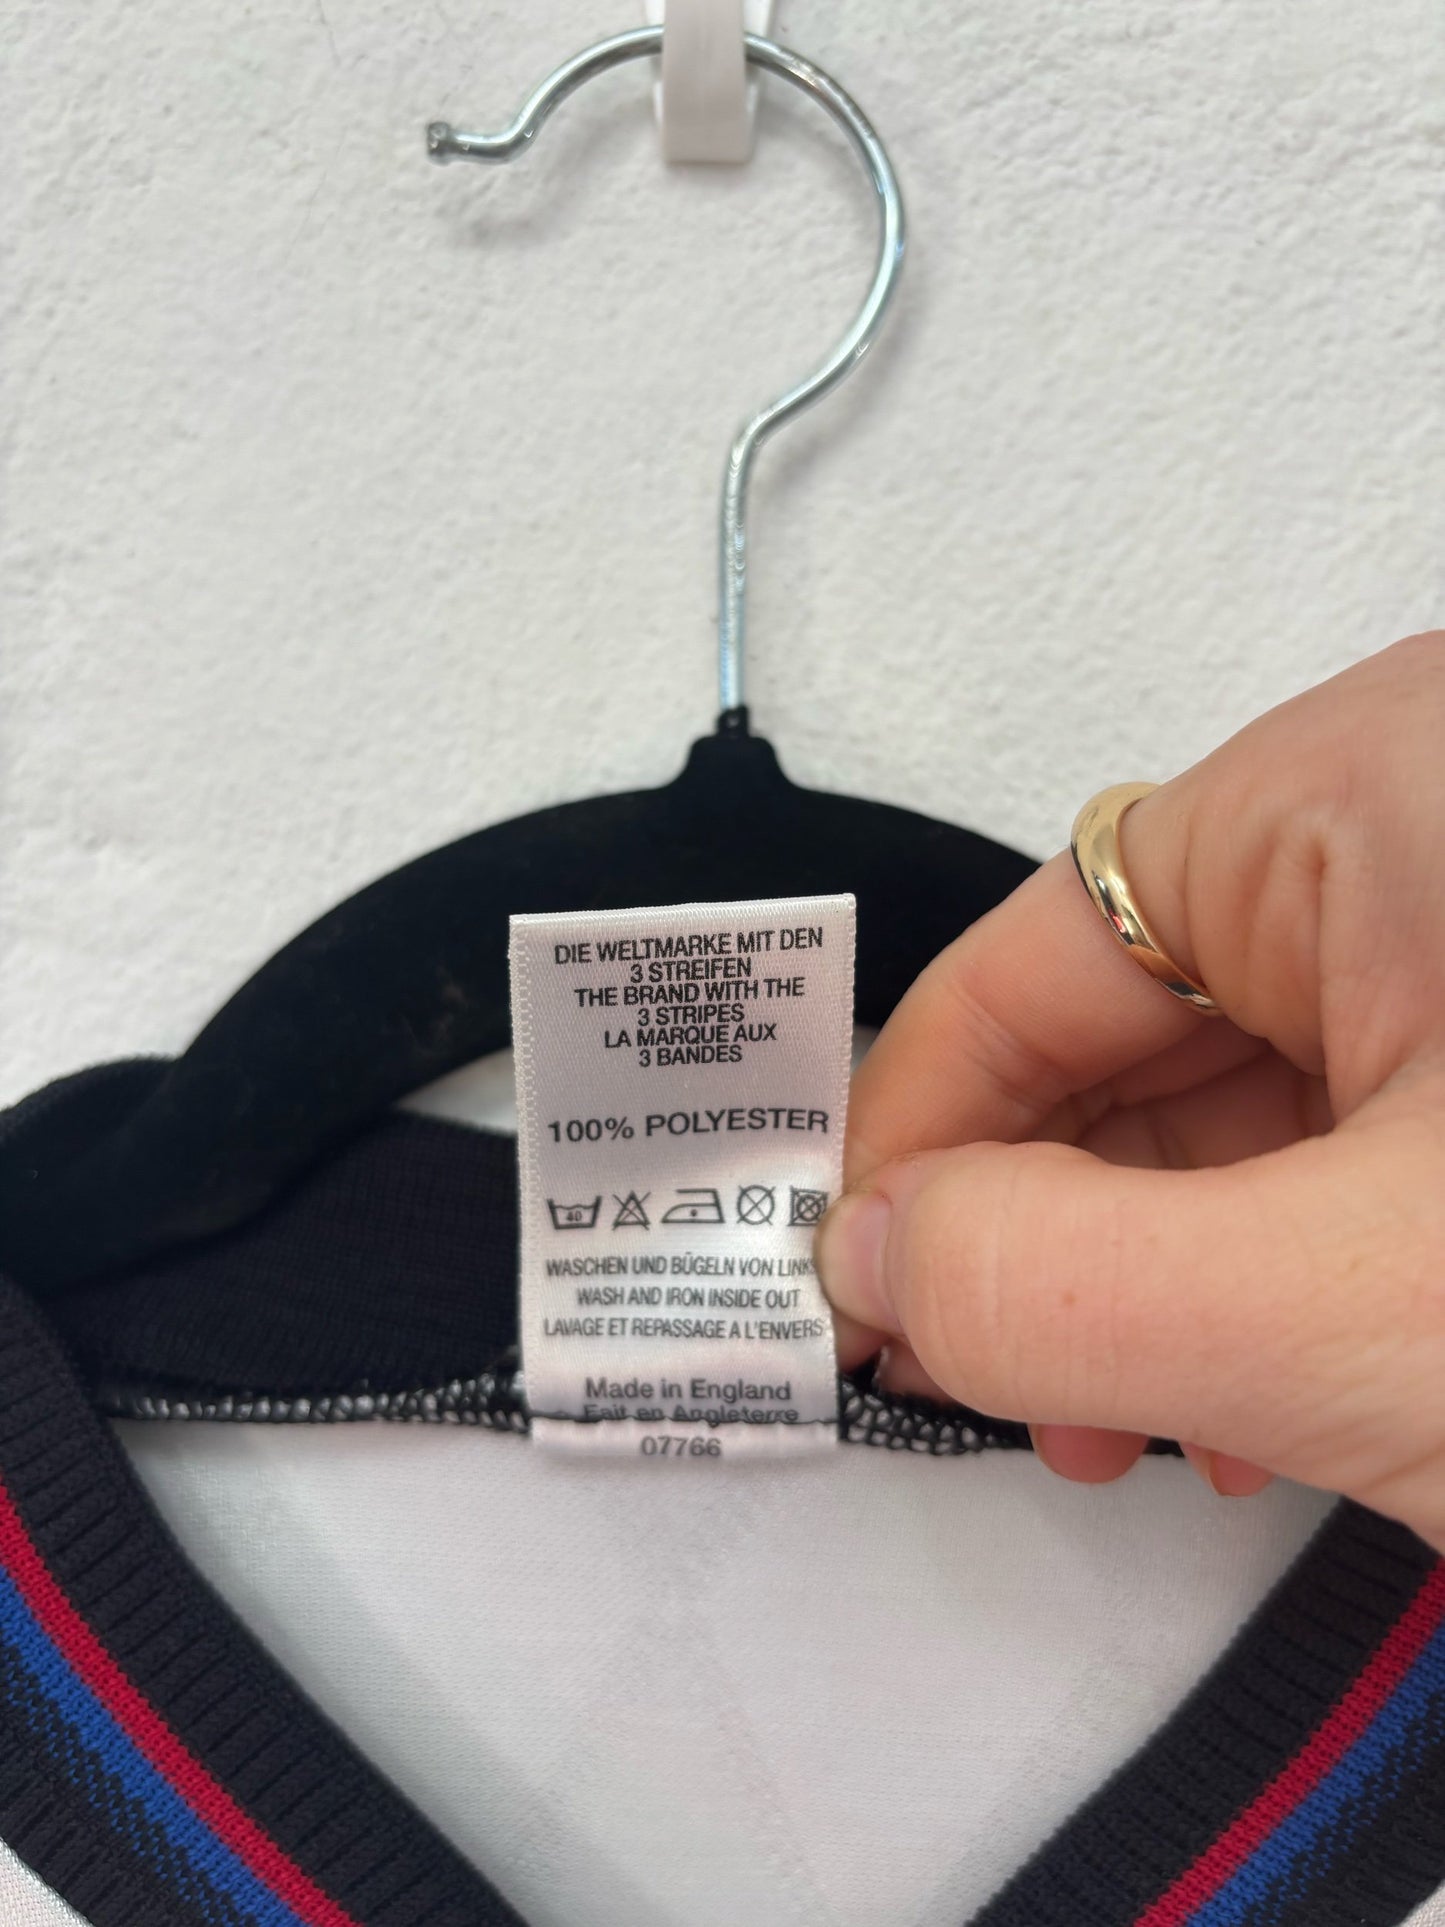 DIE WELTMARKE MIT DEN
3 STREIFEN
THE BRAND WITH THE
3 STRIPES
LA MARQUE AUX
3 BANDES
100% POLYESTER
40
WASCHEN UND BÜGELN VON LINKS
WASH AND IRON INSIDE OUT
LAVAGE ET REPASSAGE A L'ENVERS
Made in England
Fait en Angleterre
07766